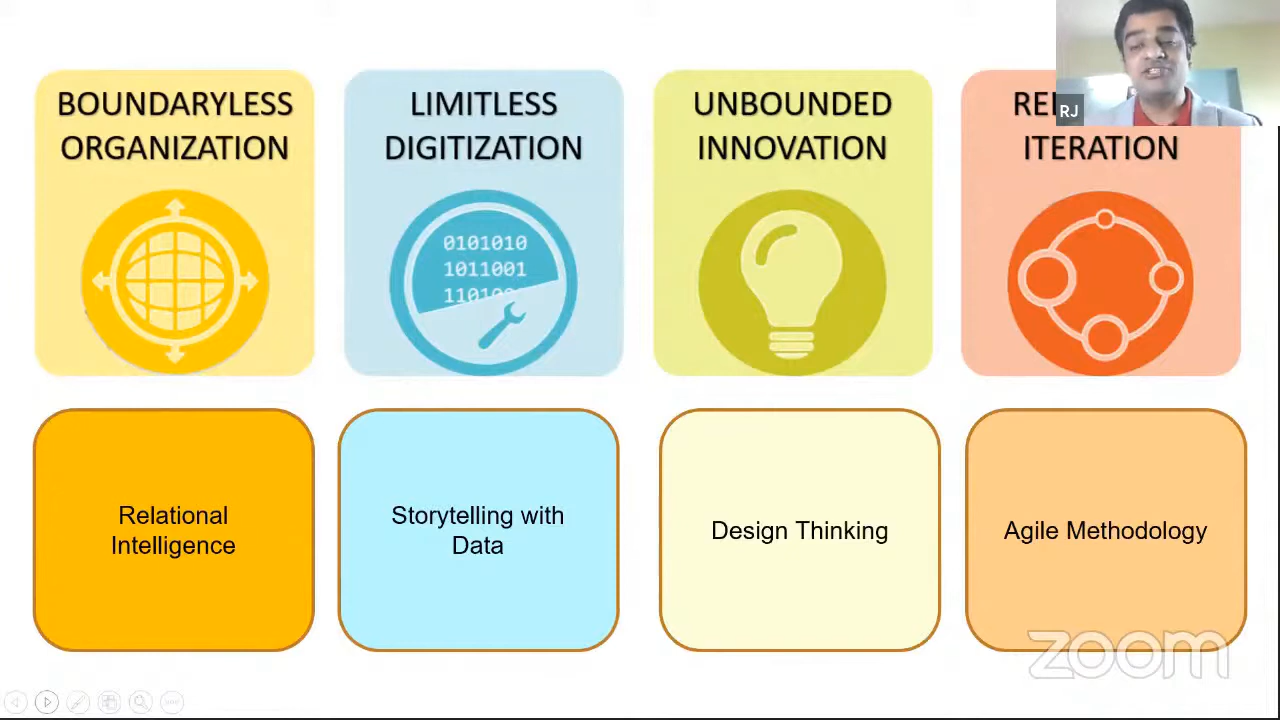 BOUNDARYLESS
ORGANIZATION
LIMITLESS
DIGITIZATION
0101010
1011001
UNBOUNDED
INNOVATION
ITERATION
RJ
Relational
Intelligence
Storytelling with
Data
Design Thinking
Agile Methodology
zoom